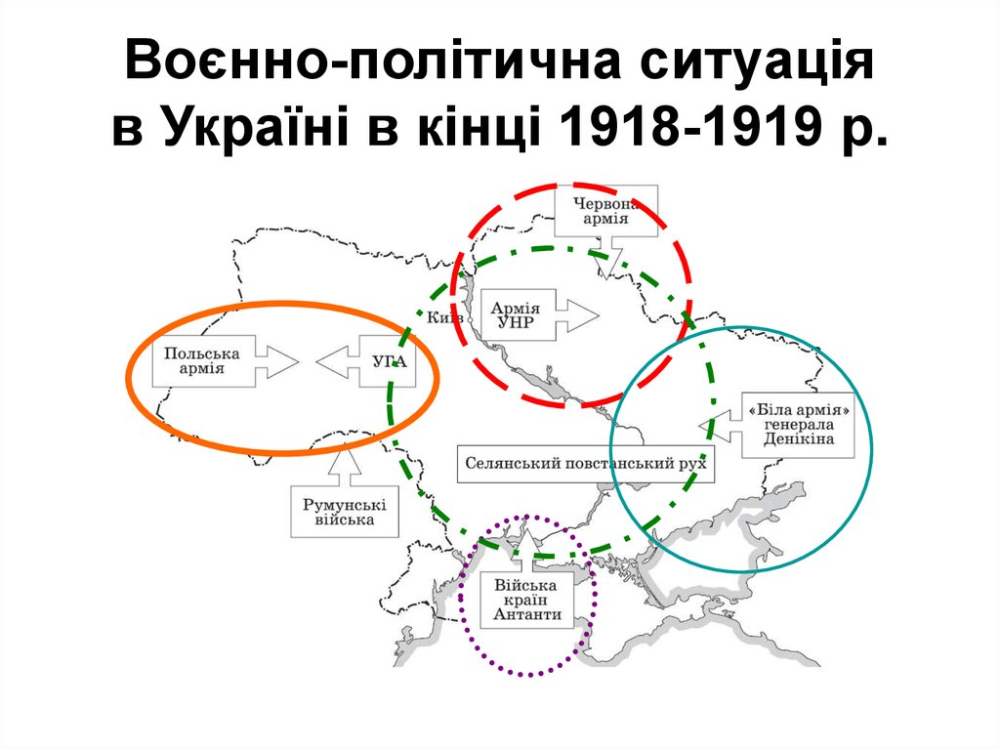 Воєнно-політична ситуація
в Україні в кінці 1918-1919 р.
Червона
армія
Армія
УНР
Київ
Польська
армія
УГА
«Біла армія»
генерала
Денікіна
Селянський повстанський рух
Румунські
війська
Війська
країн
Антанти